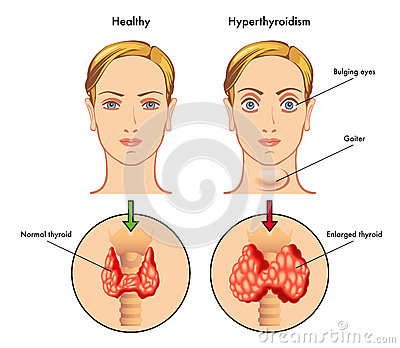 Healthy
Hyperthyroidism
Bulging eyes
Goiter
Normal thyroid
Enlarged thyroid
dreamstime.com